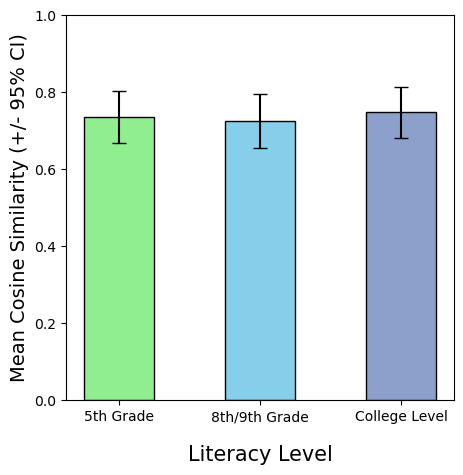 Mean Cosine Similarity (+/- 95% CI)
1.0
0.8
0.6
0.4
0.2
0.0
5th Grade
8th/9th Grade
College Level
Literacy Level